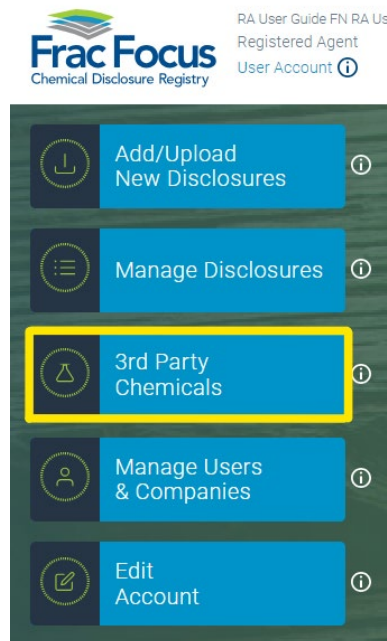 RA User Guide FN RA Us
Frac Focus
Chemical Disclosure Registry
Registered Agent
User Account
Add/Upload
New Disclosures
Manage Disclosures
3rd Party
Chemicals
Manage Users
& Companies
Edit
Account